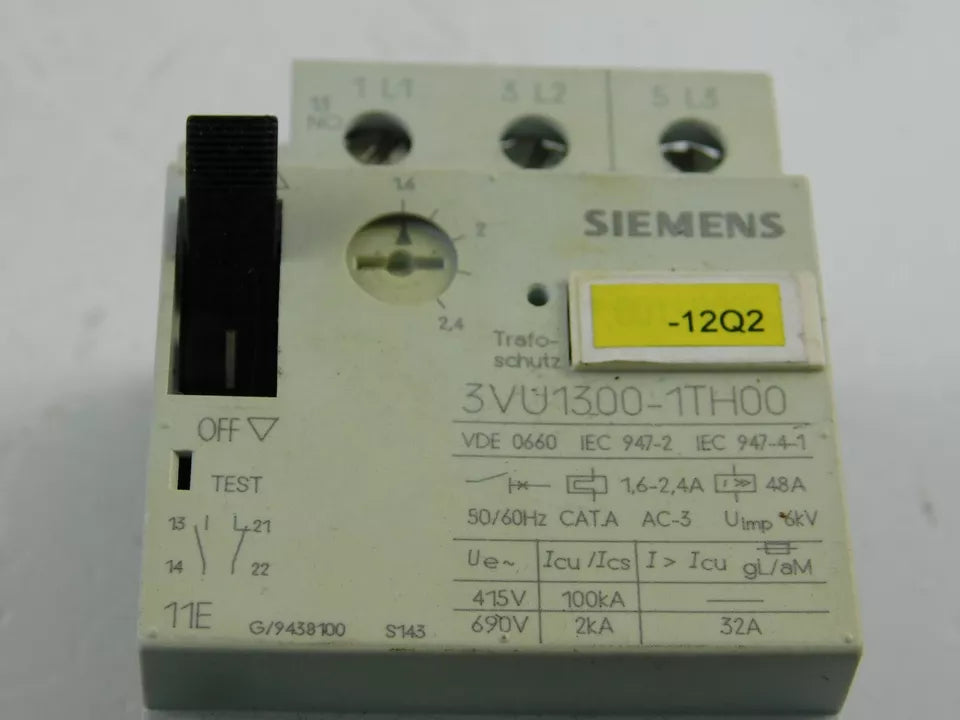 1 L1 3 L2 5 L3
13
NO
1.6
2
2,4
SIEMENS
-12Q2
Trafo-
schutz
3VU1300-1TH00
OFF
VDE 0660 IEC 947-2 IEC 947-4-1
TEST
1,6-2,4A I>> 48A
50/60Hz CAT.A AC-3 Uimp 6kV
13 21
14 22
Ue~ Icu/Ics I > Icu gL/aM
415V 100kA —
690V 2kA 32A
11E
G/9438100 S143